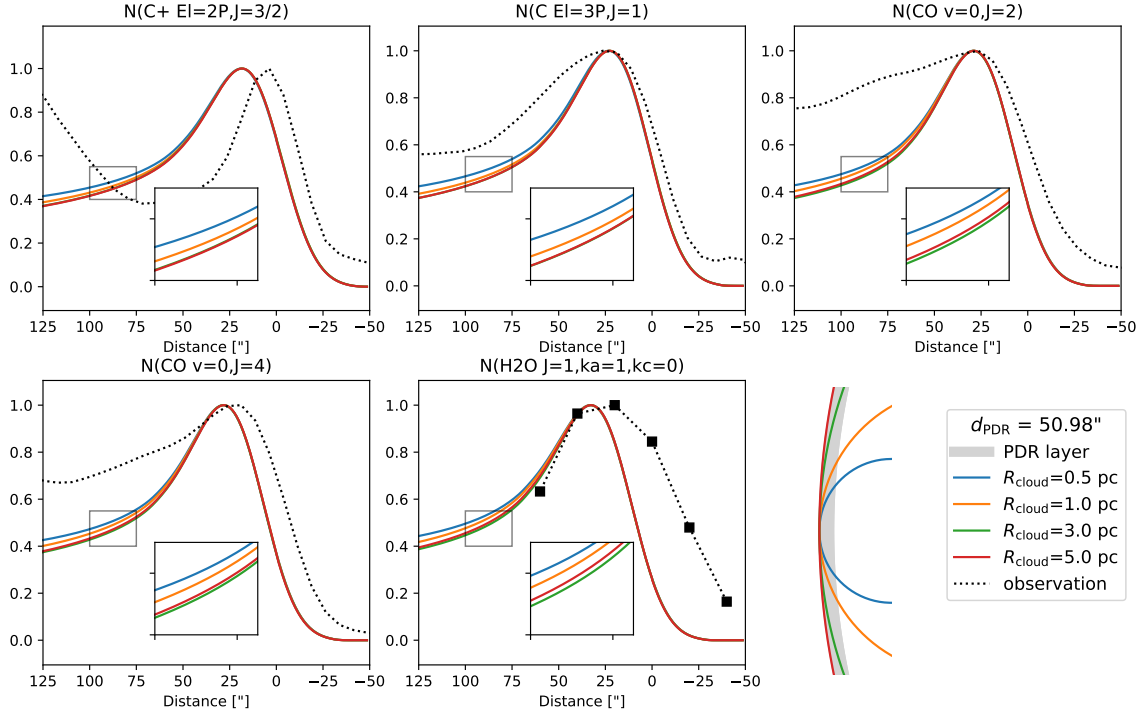 N(C+ El=2P,J=3/2)
1.0
0.8
0.6
0.4
0.2
0.0
125 100 75 50 25 0 −25 −50
Distance ["]
N(C El=3P,J=1)
1.0
0.8
0.6
0.4
0.2
0.0
125 100 75 50 25 0 −25 −50
Distance ["]
N(CO v=0,J=2)
1.0
0.8
0.6
0.4
0.2
0.0
125 100 75 50 25 0 −25 −50
Distance ["]
N(CO v=0,J=4)
1.0
0.8
0.6
0.4
0.2
0.0
125 100 75 50 25 0 −25 −50
Distance ["]
N(H2O J=1,ka=1,kc=0)
1.0
0.8
0.6
0.4
0.2
0.0
125 100 75 50 25 0 −25 −50
Distance ["]
d_PDR = 50.98"
PDR layer
R_cloud=0.5 pc
R_cloud=1.0 pc
R_cloud=3.0 pc
R_cloud=5.0 pc
observation